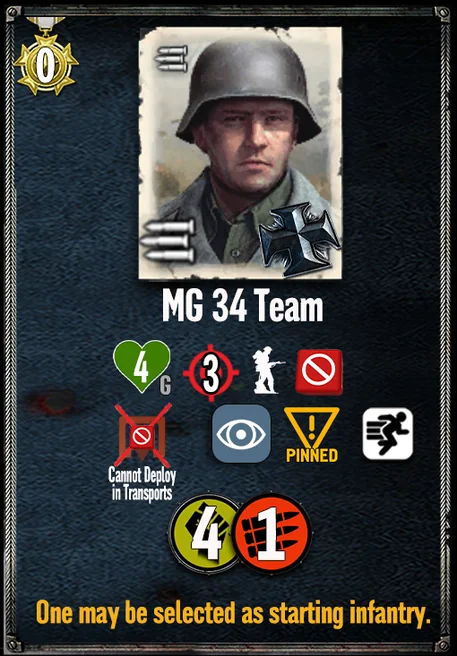 0
MG 34 Team
4 G 3
PINNED
Cannot Deploy
in Transports
4 1
One may be selected as starting infantry.